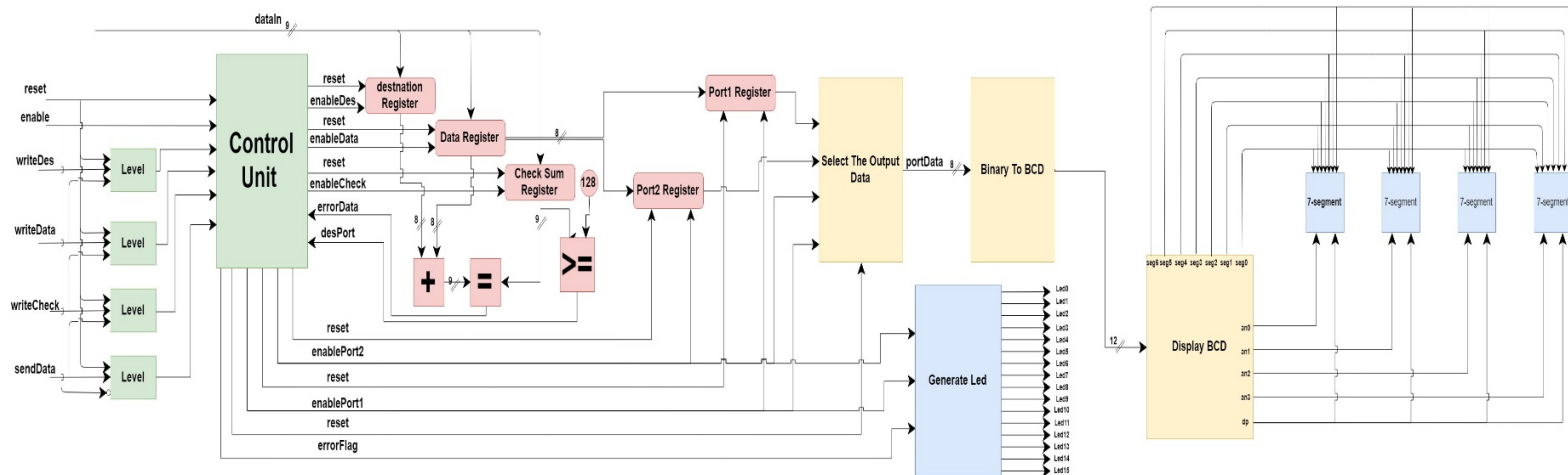 dataIn
9
reset
enable
writeDes
Level
writeData
Level
writeCheck
Level
sendData
Level
Control
Unit
reset
enableDes
reset
enableData
reset
enableCheck
errorData
desPort
destnation
Register
Data Register
Check Sum
Register
128
9
8
8
+
9
=
>=
8
Port1 Register
Port2 Register
reset
enablePort2
reset
enablePort1
reset
errorFlag
Select The Output
Data
portData
8
Binary To BCD
12
Generate Led
Led0
Led1
Led2
Led3
Led4
Led5
Led6
Led7
Led8
Led9
Led10
Led11
Led12
Led13
Led14
Led15
7-segment
7-segment
7-segment
7-segment
seg6 seg5 seg4 seg3 seg2 seg1 seg0
Display BCD
an0
an1
an2
an3
dp